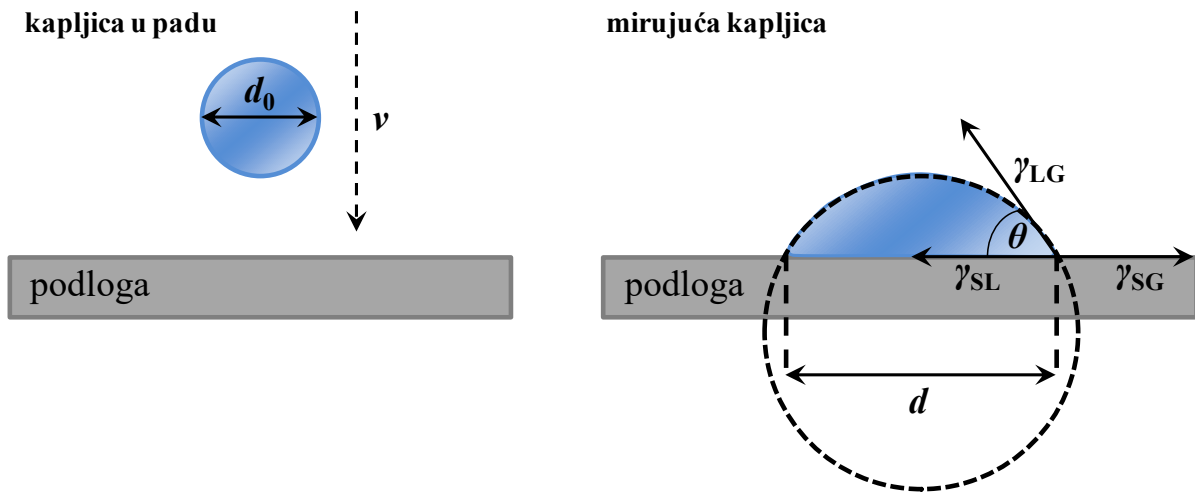 kapljica u padu
d₀
v
podloga
mirujuća kapljica
γLG
θ
γSL
γSG
podloga
d